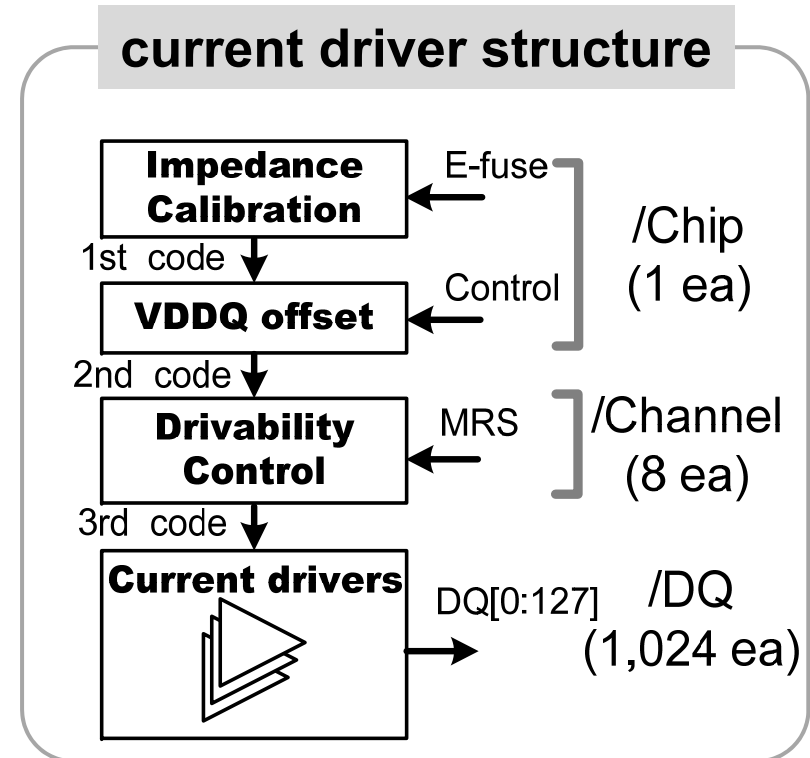 current driver structure
Impedance
Calibration
E-fuse
/Chip
(1 ea)
1st code
VDDQ offset
Control
2nd code
Drivability
Control
MRS
/Channel
(8 ea)
3rd code
Current drivers
DQ[0:127]
/DQ
(1,024 ea)